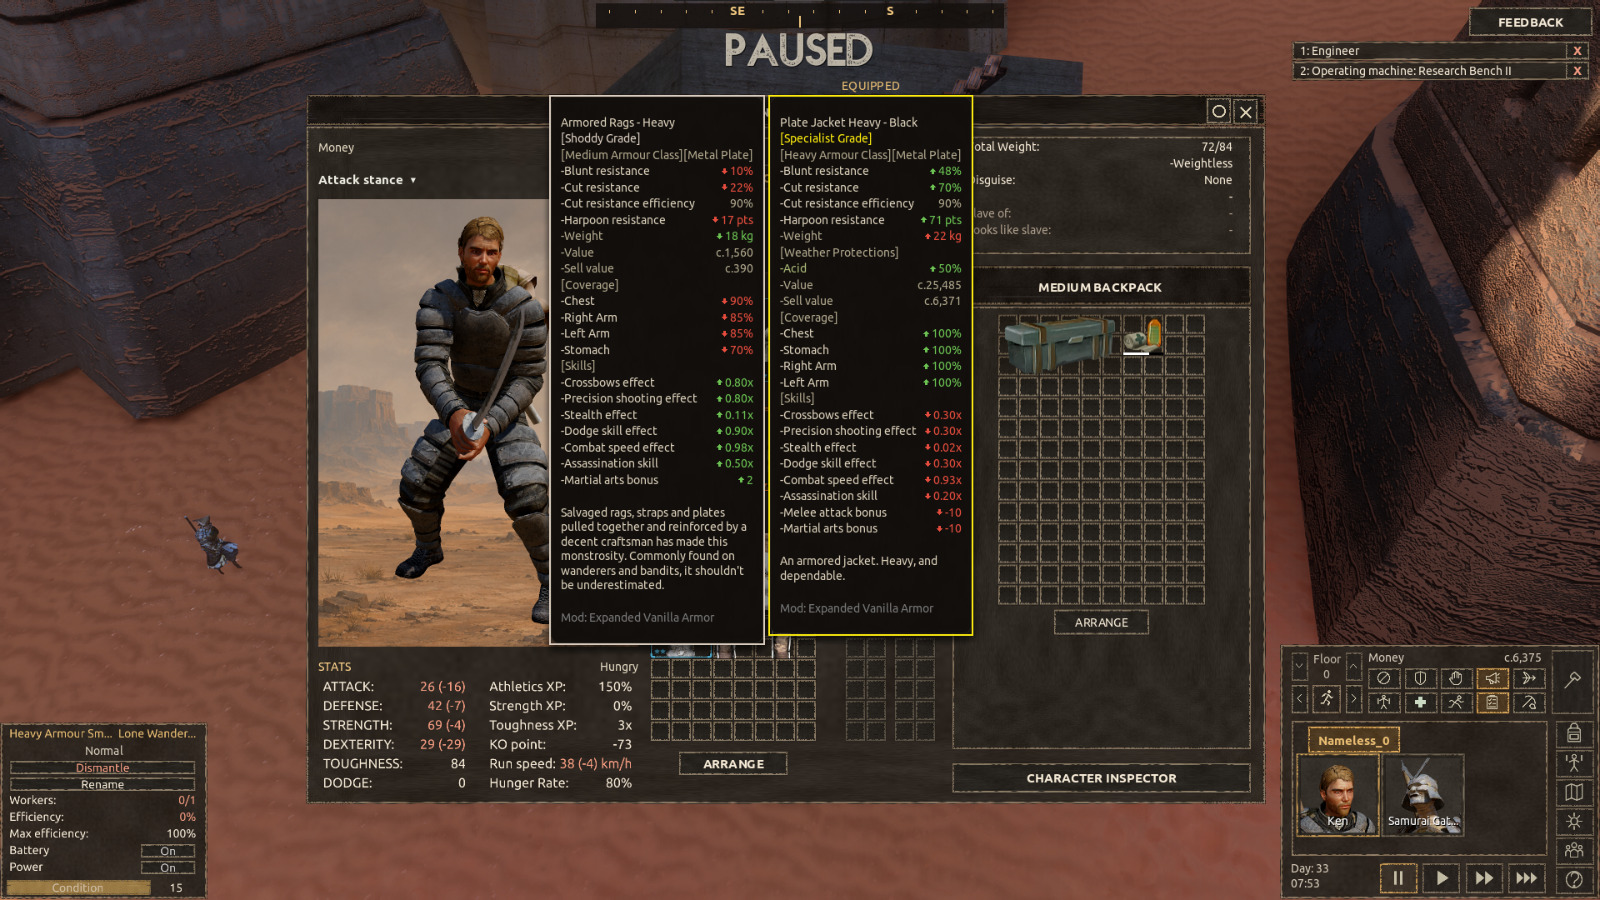 SE
S
PAUSED
FEEDBACK
1: Engineer
X
2: Operating machine: Research Bench II
X
EQUIPPED
Money
Attack stance
Armored Rags - Heavy
[Shoddy Grade]
[Medium Armour Class][Metal Plate]
-Blunt resistance 10%
-Cut resistance 22%
-Cut resistance efficiency 90%
-Harpoon resistance 17 pts
-Weight 18 kg
-Value c.1,560
-Sell value c.390
[Coverage]
-Chest 90%
-Right Arm 85%
-Left Arm 85%
-Stomach 70%
[Skills]
-Crossbows effect 0.80x
-Precision shooting effect 0.80x
-Stealth effect 0.11x
-Dodge skill effect 0.90x
-Combat speed effect 0.98x
-Assassination skill 0.50x
-Martial arts bonus 2
Salvaged rags, straps and plates
pulled together and reinforced by a
decent craftsman has made this
monstrosity. Commonly found on
wanderers and bandits, it shouldn't
be underestimated.
Mod: Expanded Vanilla Armor
Plate Jacket Heavy - Black
[Specialist Grade]
[Heavy Armour Class][Metal Plate]
-Blunt resistance 48%
-Cut resistance 70%
-Cut resistance efficiency 90%
-Harpoon resistance 71 pts
-Weight 22 kg
[Weather Protections]
-Acid 50%
-Value c.25,485
-Sell value c.6,371
[Coverage]
-Chest 100%
-Stomach 100%
-Right Arm 100%
-Left Arm 100%
[Skills]
-Crossbows effect 0.30x
-Precision shooting effect 0.30x
-Stealth effect 0.02x
-Dodge skill effect 0.30x
-Combat speed effect 0.93x
-Assassination skill 0.20x
-Melee attack bonus -10
-Martial arts bonus -10
An armored jacket. Heavy, and
dependable.
Mod: Expanded Vanilla Armor
otal Weight: 72/84
-Weightless
isguise: None
-
lave of: -
ooks like slave: -
MEDIUM BACKPACK
ARRANGE
CHARACTER INSPECTOR
STATS
Hungry
ATTACK: 26 (-16)
DEFENSE: 42 (-7)
STRENGTH: 69 (-4)
DEXTERITY: 29 (-29)
TOUGHNESS: 84
DODGE: 0
Athletics XP: 150%
Strength XP: 0%
Toughness XP: 3x
KO point: -73
Run speed: 38 (-4) km/h
Hunger Rate: 80%
ARRANGE
Heavy Armour Sm... Lone Wander...
Normal
Dismantle
Rename
Workers: 0/1
Efficiency: 0%
Max efficiency: 100%
Battery On
Power On
Condition 15
Floor
0
Money c.6,375
Nameless_0
Ken
Samurai Gat...
Day: 33
07:53